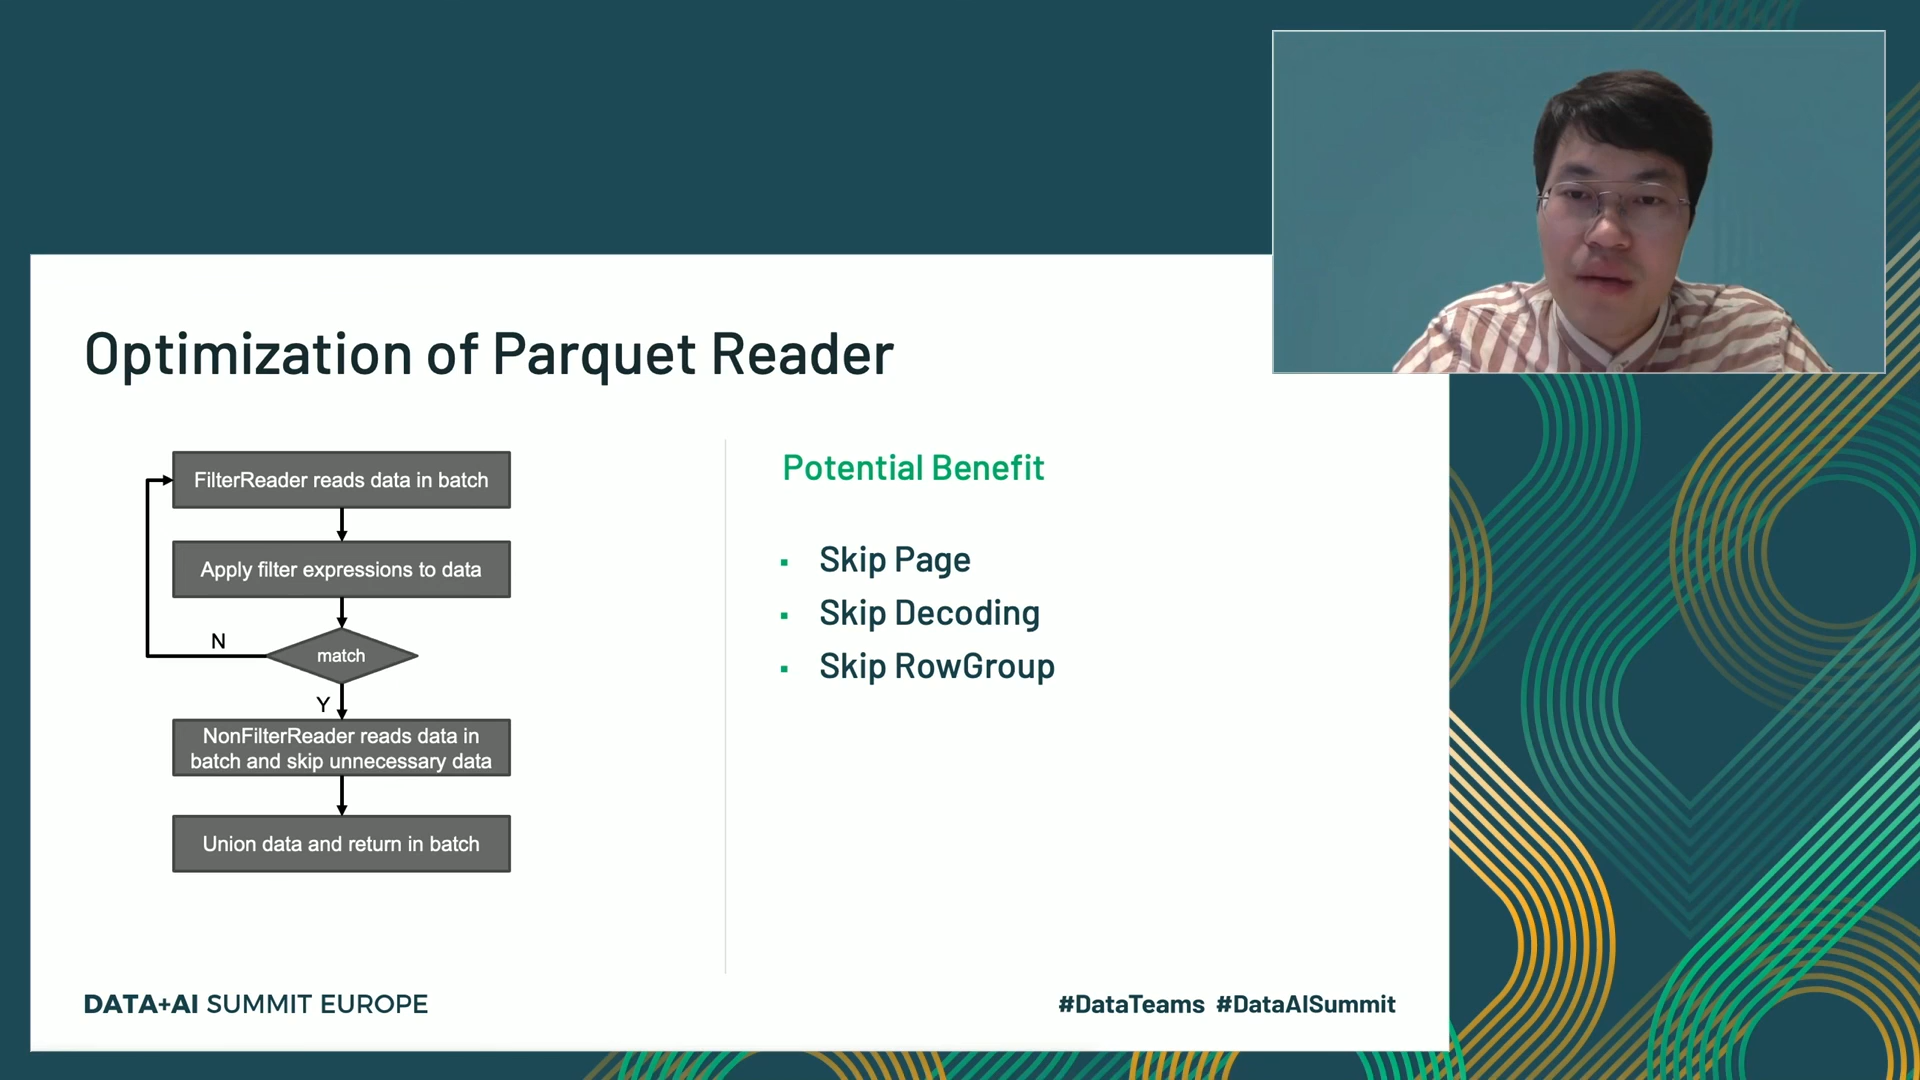 Optimization of Parquet Reader
FilterReader reads data in batch
Apply filter expressions to data
N
match
Y
NonFilterReader reads data in
batch and skip unnecessary data
Union data and return in batch
Potential Benefit
▪ Skip Page
▪ Skip Decoding
▪ Skip RowGroup
DATA+AI SUMMIT EUROPE
#DataTeams #DataAISummit